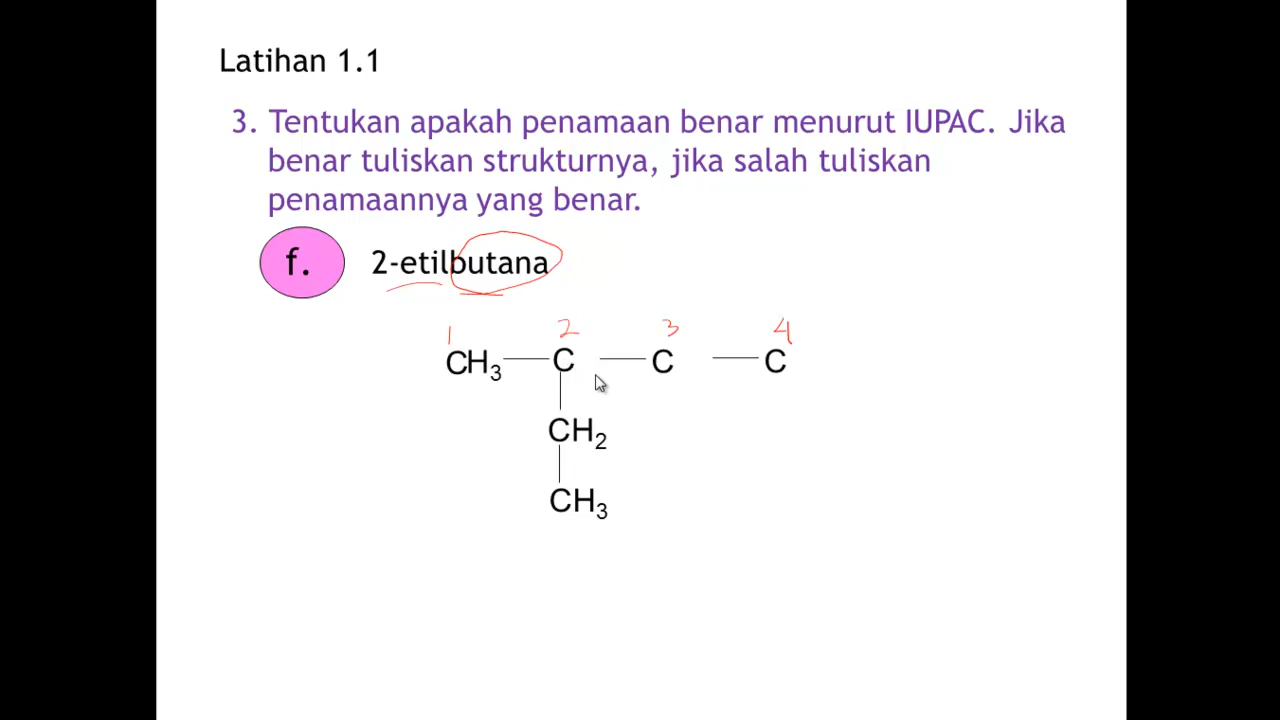 Latihan 1.1
3. Tentukan apakah penamaan benar menurut IUPAC. Jika
benar tuliskan strukturnya, jika salah tuliskan
penamaannya yang benar.
f. 2-etilbutana
1 2 3 4
CH₃ C C C
CH₂
CH₃